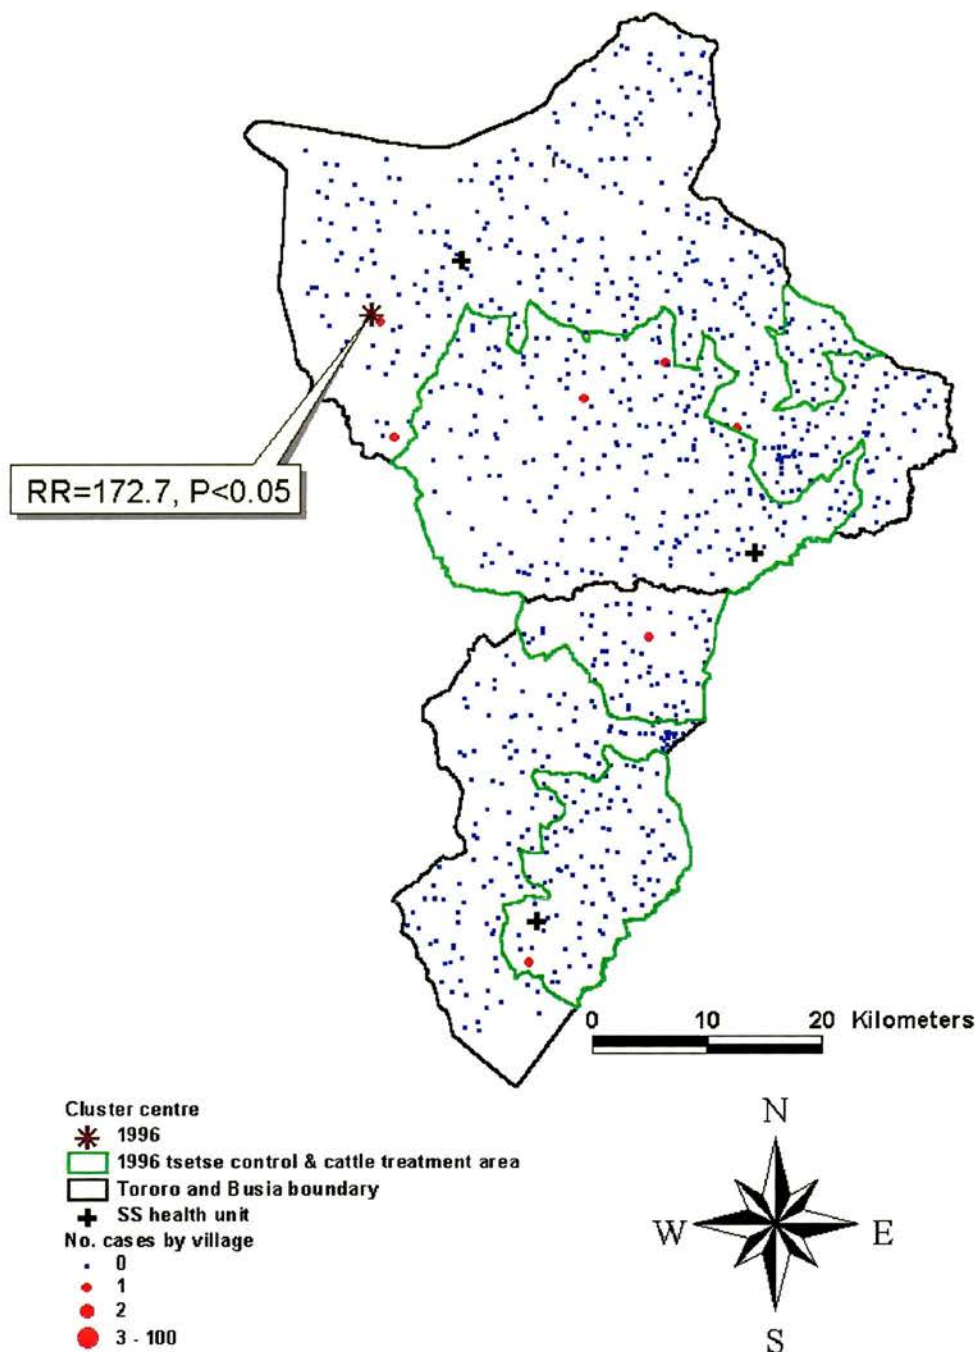 RR=172.7, P<0.05
0 10 20 Kilometers
Cluster centre
1996
1996 tsetse control & cattle treatment area
Tororo and Busia boundary
SS health unit
No. cases by village
0
1
2
3 - 100
N
W E
S